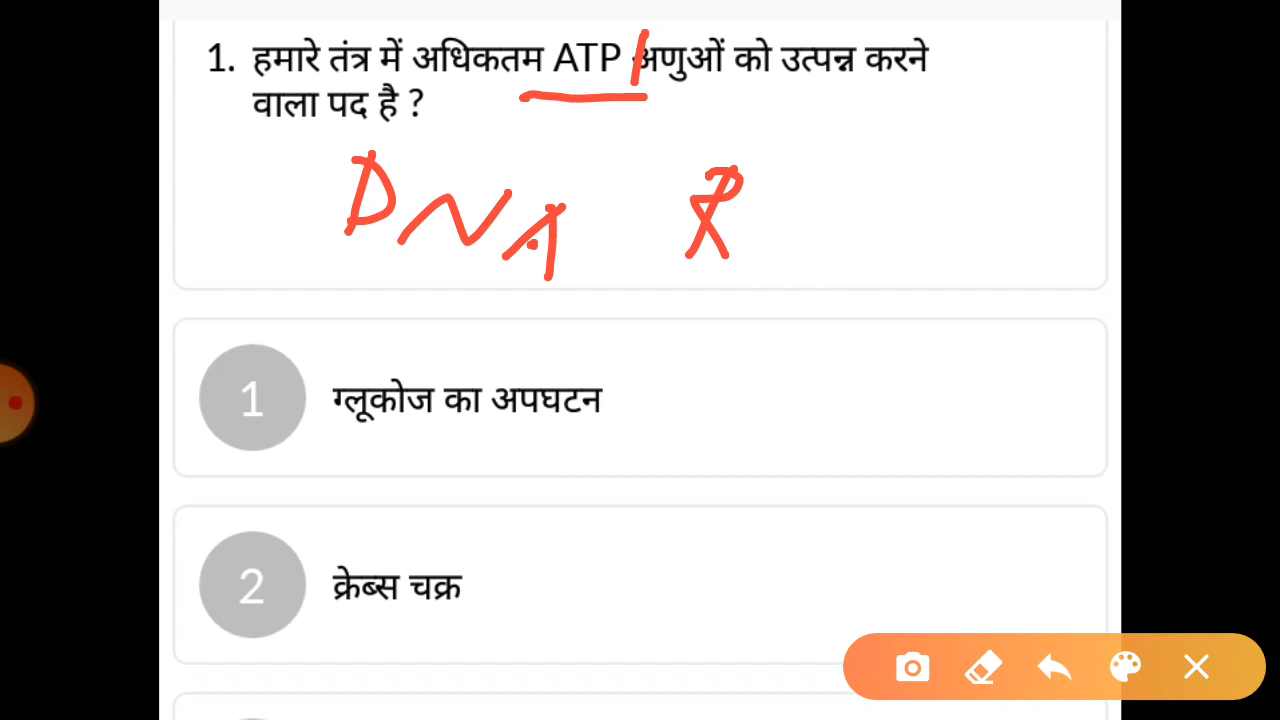 1. हमारे तंत्र में अधिकतम ATP अणुओं को उत्पन्न करने
वाला पद है ?
DNA R
1 ग्लूकोज का अपघटन
2 क्रेब्स चक्र